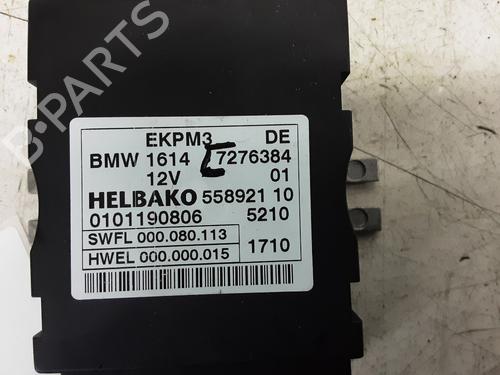 B-PARTS
EKPM3 DE
BMW 1614 7276384
12V 01
HELBAKO 558921 10
0101190806 5210
SWFL 000.080.113
HWEL 000.000.015 1710